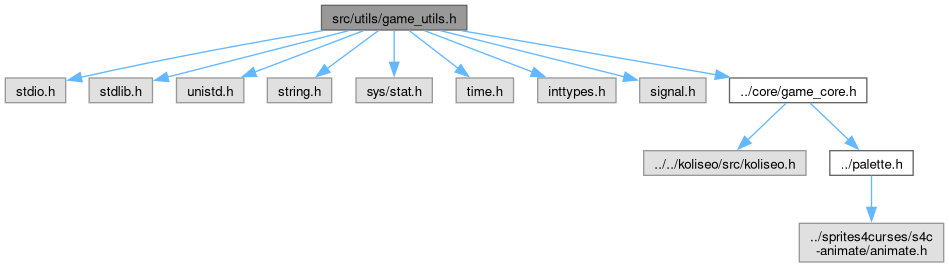 src/utils/game_utils.h
stdio.h
stdlib.h
unistd.h
string.h
sys/stat.h
time.h
inttypes.h
signal.h
../core/game_core.h
../../koliseo/src/koliseo.h
../palette.h
../sprites4curses/s4c
-animate/animate.h